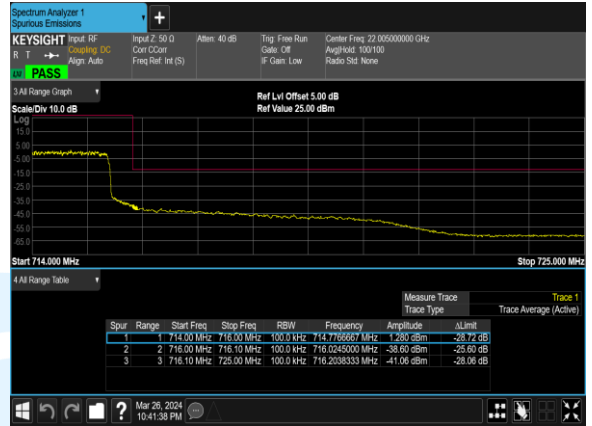 Spectrum Analyzer 1
Spurious Emissions
KEYSIGHT Input: RF Input Z: 50 Ω Atten: 40 dB Trig: Free Run Center Freq: 22.005000000 GHz
R T Coupling: DC Corr CCorr Gate: Off Avg|Hold: 100/100
Align: Auto Freq Ref: Int (S) IF Gain: Low Radio Std: None
LW PASS
3 All Range Graph
Ref Lvl Offset 5.00 dB
Scale/Div 10.0 dB Ref Value 25.00 dBm
Log
15.0
5.00
-5.00
-15.0
-25.0
-35.0
-45.0
-55.0
-65.0
Start 714.000 MHz Stop 725.000 MHz
4 All Range Table
Measure Trace Trace 1
Trace Type Trace Average (Active)
Spur Range Start Freq Stop Freq RBW Frequency Amplitude ΔLimit
1 1 714.00 MHz 716.00 MHz 100.0 kHz 714.7766667 MHz 1.280 dBm -28.72 dB
2 2 716.00 MHz 716.10 MHz 100.0 kHz 716.0245000 MHz -38.60 dBm -25.60 dB
3 3 716.10 MHz 725.00 MHz 100.0 kHz 716.2038333 MHz -41.06 dBm -28.06 dB
? Mar 26, 2024
10:41:38 PM